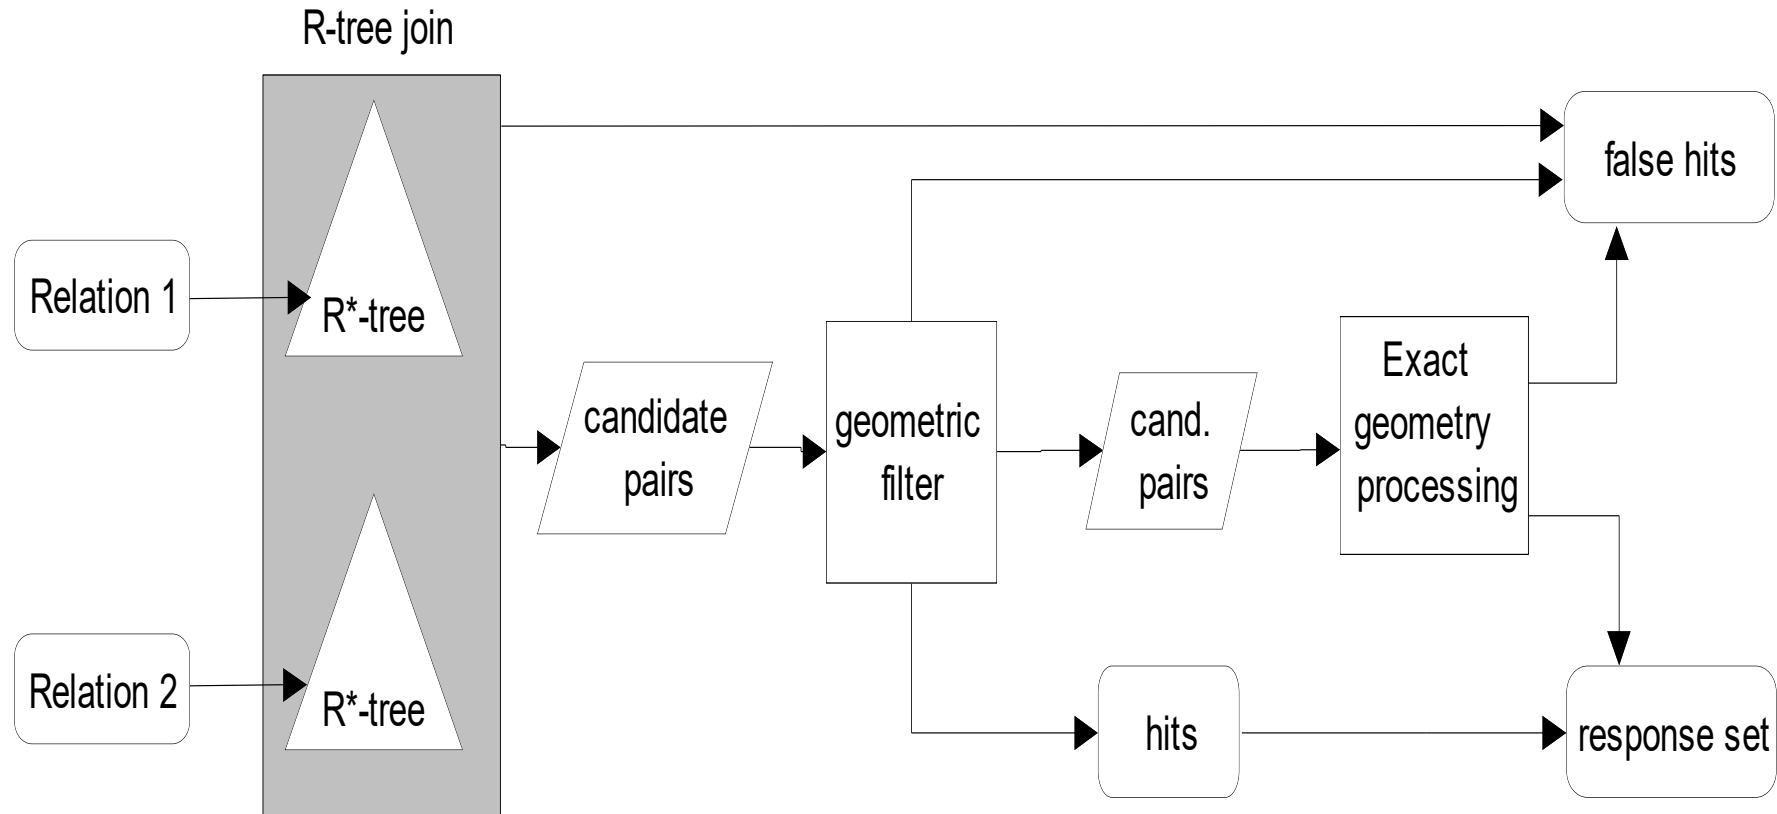 R-tree join
false hits
Relation 1
R*-tree
Exact
geometry
processing
candidate
pairs
geometric
filter
cand.
pairs
Relation 2
R*-tree
hits
response set